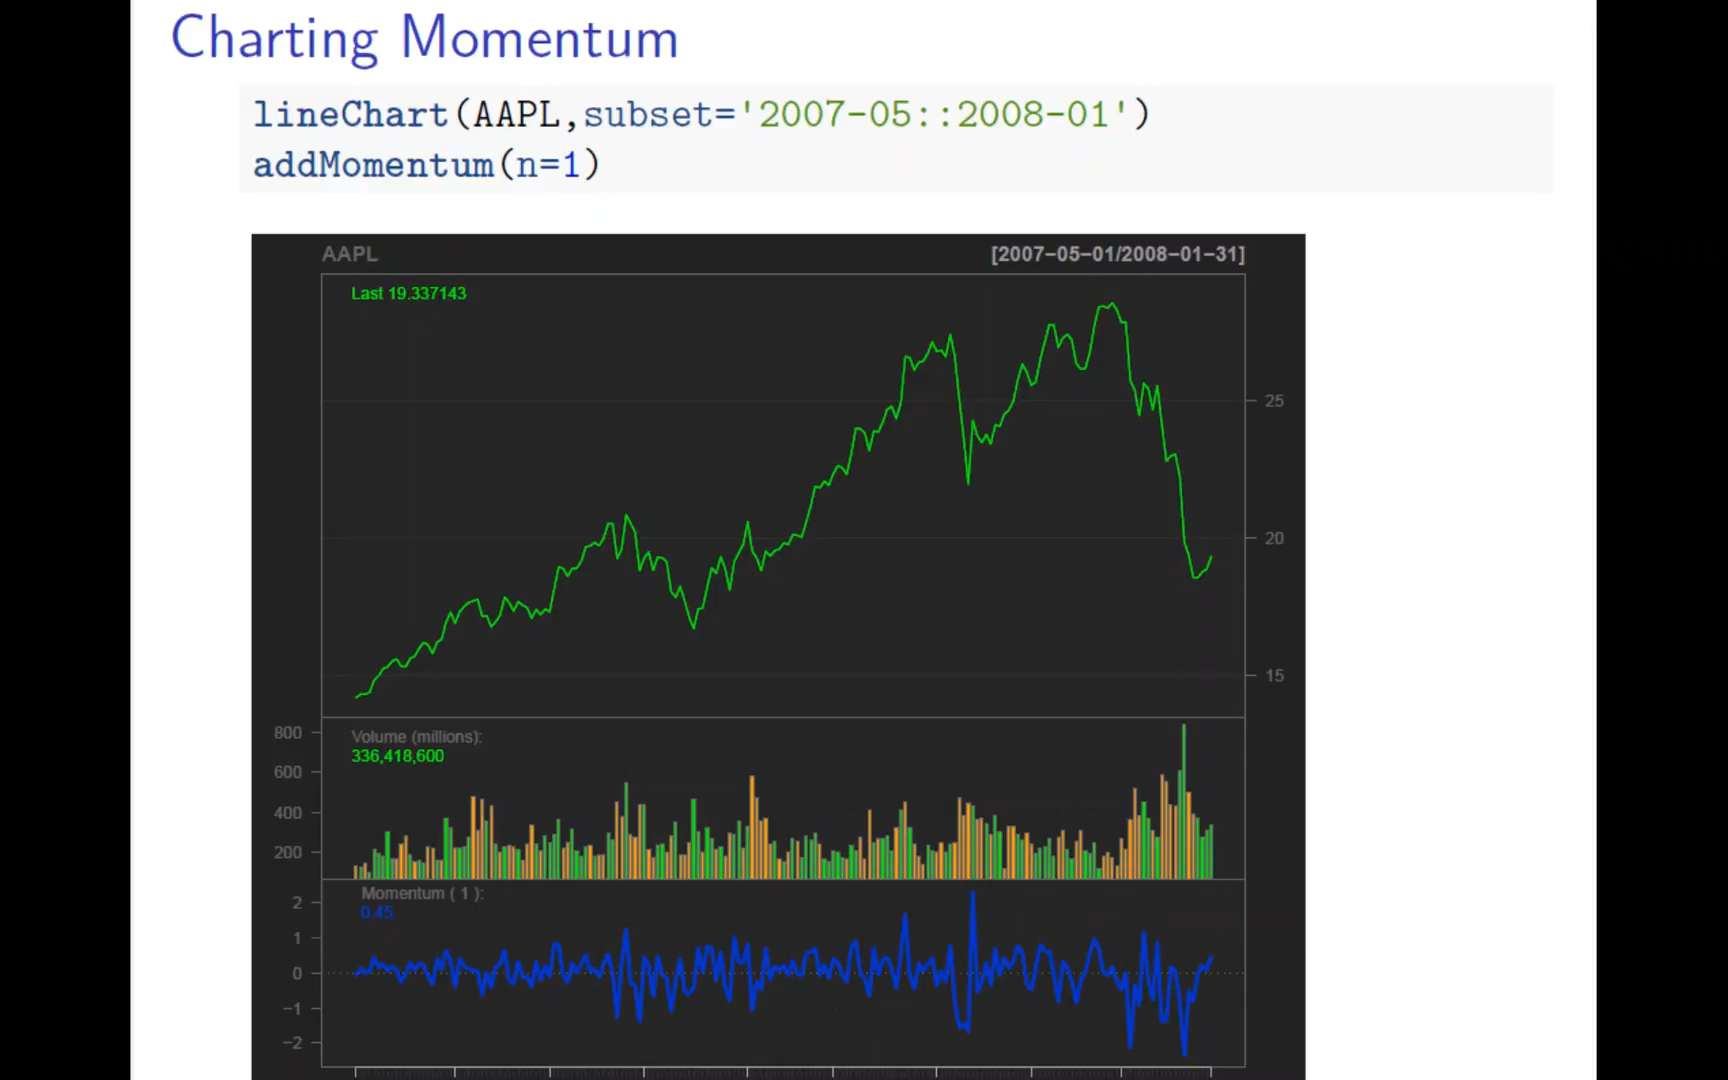 Charting Momentum
lineChart(AAPL,subset='2007-05::2008-01')
addMomentum(n=1)
AAPL [2007-05-01/2008-01-31]
Last 19.337143
25
20
15
800
600
400
200
Volume (millions):
336,418,600
Momentum ( 1 ):
0.45
2
1
0
-1
-2